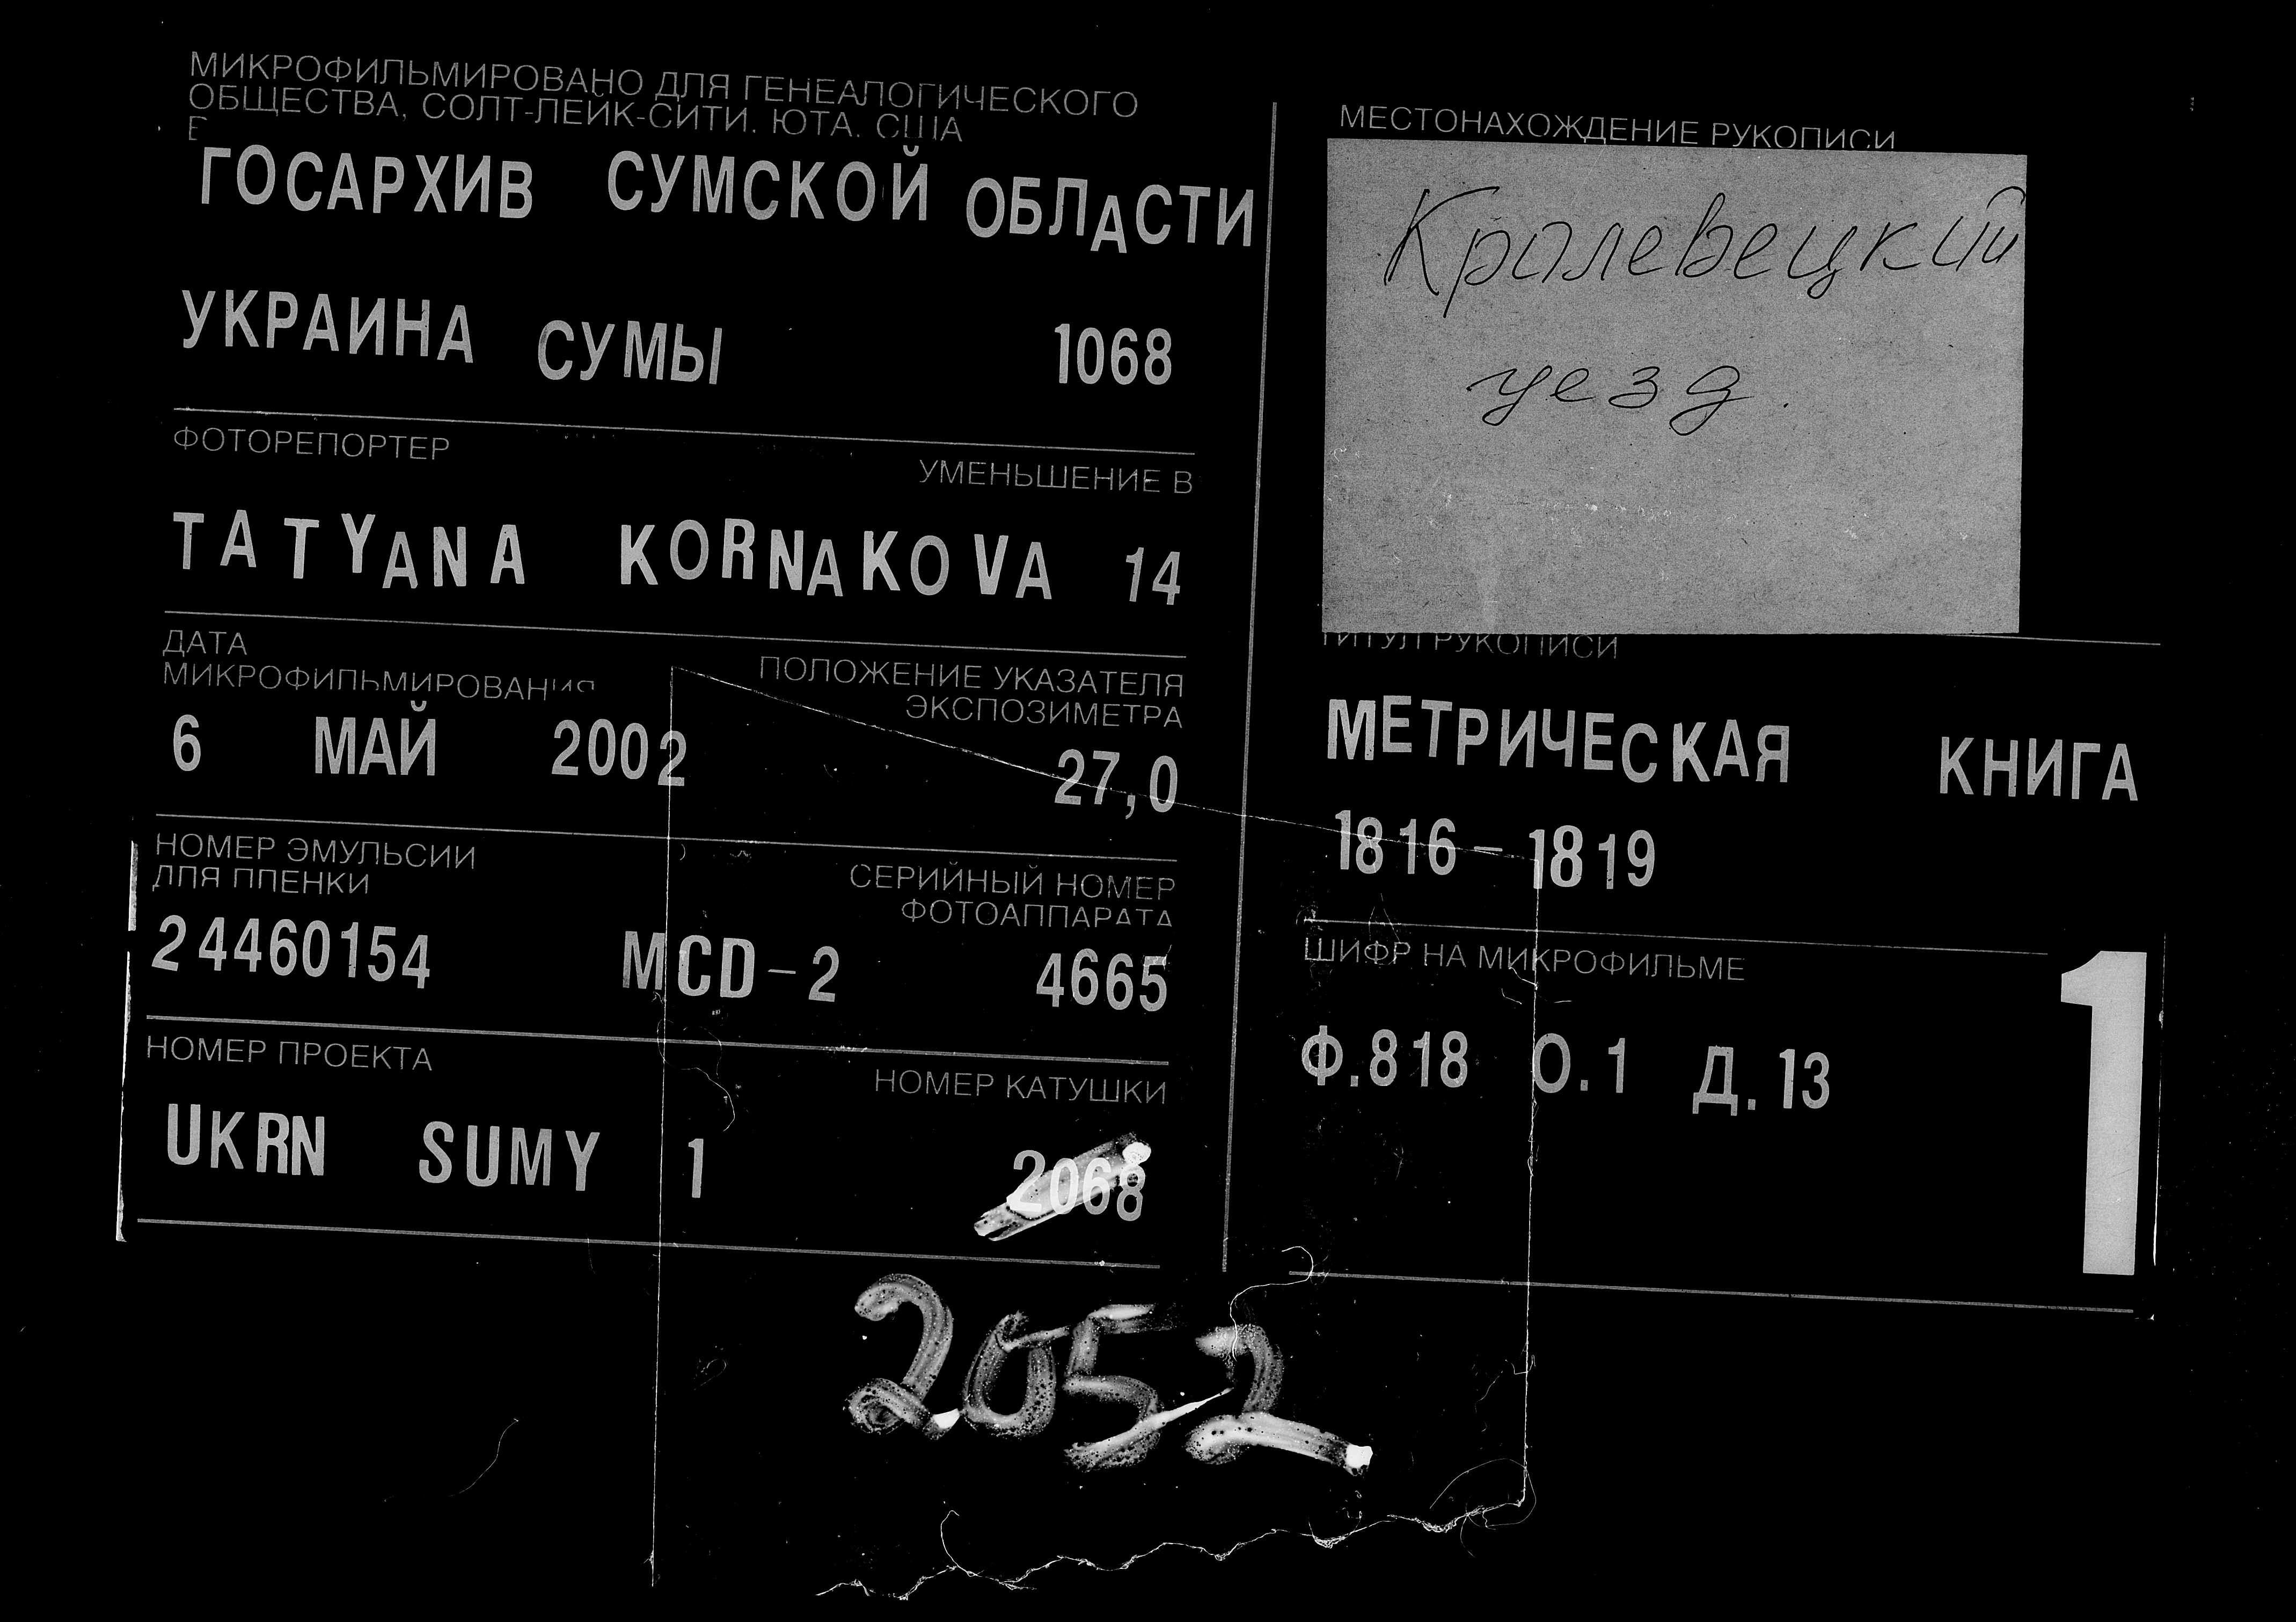 МИКРОФИЛЬМИРОВАНО ДЛЯ ГЕНЕАЛОГИЧЕСКОГО
ОБЩЕСТВА, СОЛТ-ЛЕЙК-СИТИ. ЮТА. США
В
ГОСАРХИВ СУМСКОЙ ОБЛАСТИ
УКРАИНА СУМЫ 1068
ФОТОРЕПОРТЕР
УМЕНЬШЕНИЕ В
TATYANA KORNAKOVA 14
ДАТА
МИКРОФИЛЬМИРОВАНИЯ
ПОЛОЖЕНИЕ УКАЗАТЕЛЯ
ЭКСПОЗИМЕТРА
6 МАЙ 2002 27,0
НОМЕР ЭМУЛЬСИИ
ДЛЯ ПЛЕНКИ
СЕРИЙНЫЙ НОМЕР
ФОТОАППАРАТА
24460154 MCD-2 4665
НОМЕР ПРОЕКТА
НОМЕР КАТУШКИ
UKRN SUMY 1 2068
2052
МЕСТОНАХОЖДЕНИЕ РУКОПИСИ
Кролевецкий
уезд.
ТИТУЛ РУКОПИСИ
МЕТРИЧЕСКАЯ КНИГА
1816-1819
ШИФР НА МИКРОФИЛЬМЕ
Ф.818 О.1 Д.13
1